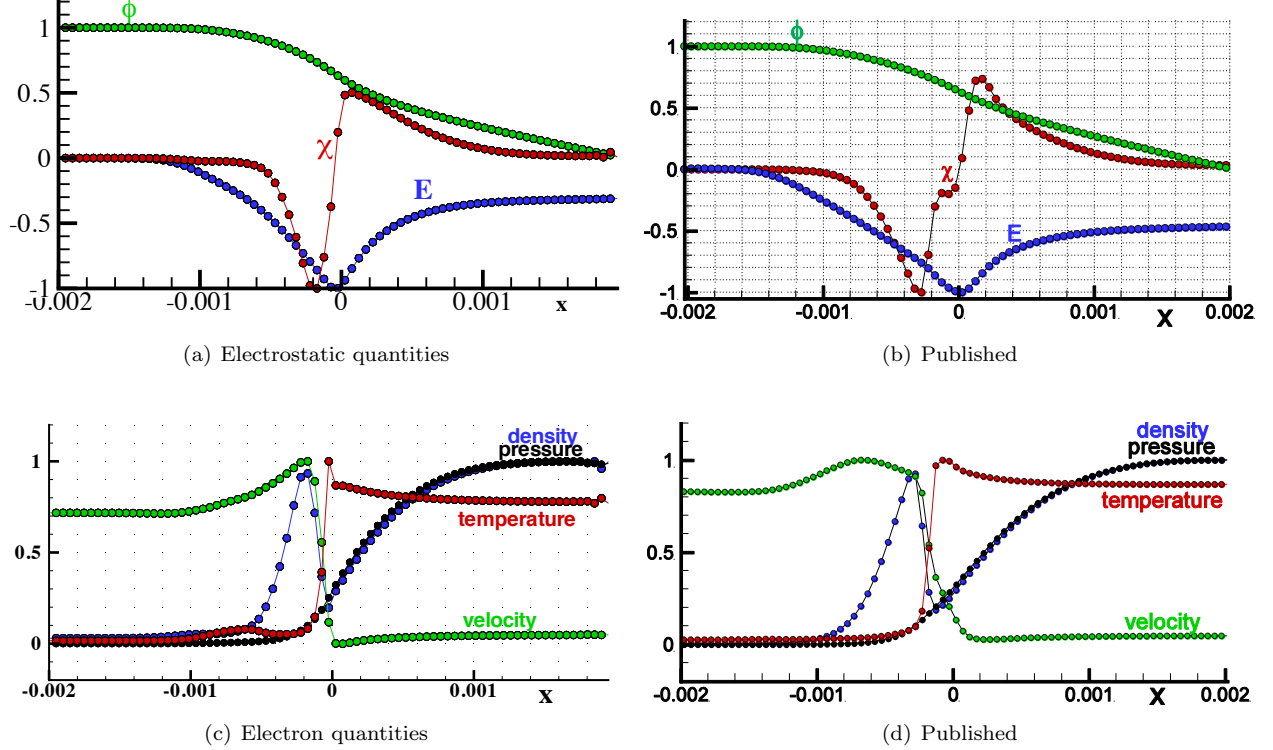 ϕ
1
0.5
χ
0
E
-0.5
-1
-0.002 -0.001 0 0.001 x
(a) Electrostatic quantities
ϕ
1
0.5
0
χ
-0.5
E
-1
-0.002 -0.001 0 0.001 0.002
X
(b) Published
density
pressure
1
temperature
0.5
velocity
0
-0.002 -0.001 0 0.001 X
(c) Electron quantities
density
pressure
1
temperature
0.5
velocity
0
-0.002 -0.001 0 X 0.001 0.002
(d) Published